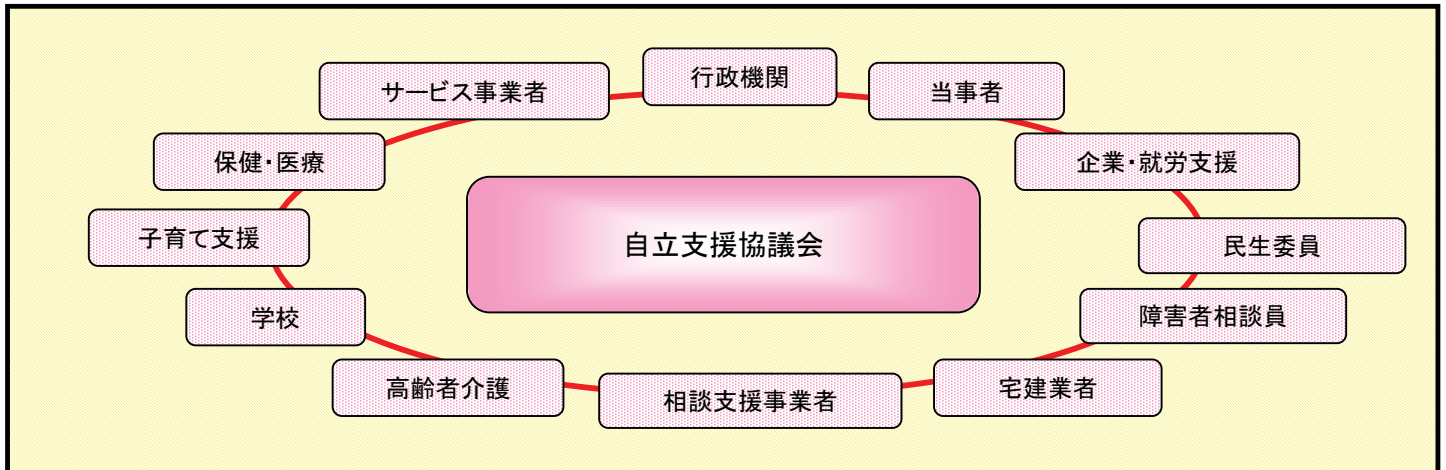 行政機関
サービス事業者
当事者
保健・医療
企業・就労支援
子育て支援
自立支援協議会
民生委員
学校
障害者相談員
高齢者介護
相談支援事業者
宅建業者